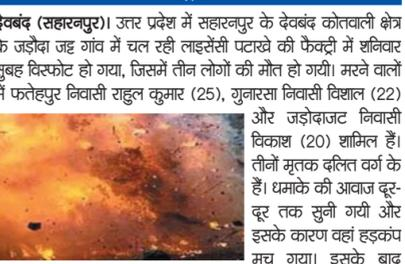 देवबंद (सहारनपुर)। उत्तर प्रदेश में सहारनपुर के देवबंद कोतवाली क्षेत्र
के जड़ौदा जट्ट गांव में चल रही लाइसेंसी पटाखे की फैक्ट्री में शनिवार
सुबह विस्फोट हो गया, जिसमें तीन लोगों की मौत हो गयी। मरने वालों
में फतेहपुर निवासी राहुल कुमार (25), गुनारसा निवासी विशाल (22)
और जड़ोदाजट निवासी
विकाश (20) शामिल हैं।
तीनों मृतक दलित वर्ग के
हैं। धमाके की आवाज दूर-
दूर तक सुनी गयी और
इसके कारण वहां हड़कंप
मच गया। इसके बाद